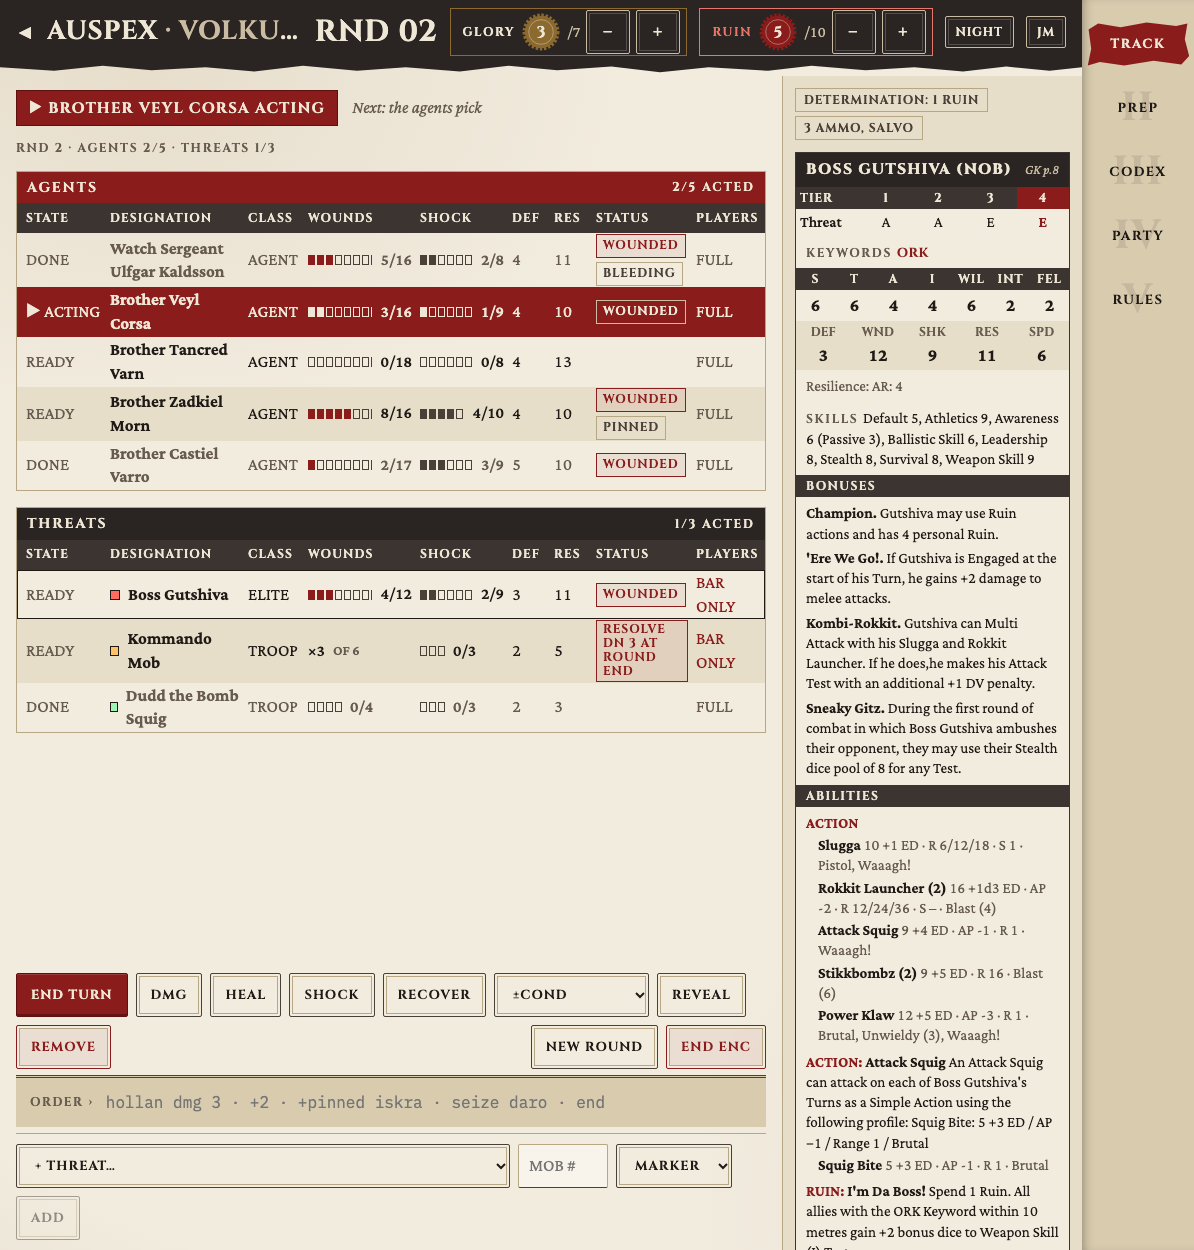 ◀ AUSPEX · VOLKU... RND 02 GLORY 3 /7 − + RUIN 5 /10 − + NIGHT JM
TRACK
II PREP
III CODEX
IV PARTY
V RULES
▶ BROTHER VEYL CORSA ACTING Next: the agents pick
RND 2 · AGENTS 2/5 · THREATS 1/3
AGENTS 2/5 ACTED
STATE DESIGNATION CLASS WOUNDS SHOCK DEF RES STATUS PLAYERS
DONE Watch Sergeant Ulfgar Kaldsson AGENT 5/16 2/8 4 11 WOUNDED BLEEDING FULL
▶ ACTING Brother Veyl Corsa AGENT 3/16 1/9 4 10 WOUNDED FULL
READY Brother Tancred Varn AGENT 0/18 0/8 4 13 FULL
READY Brother Zadkiel Morn AGENT 8/16 4/10 4 10 WOUNDED PINNED FULL
DONE Brother Castiel Varro AGENT 2/17 3/9 5 10 WOUNDED FULL
THREATS 1/3 ACTED
STATE DESIGNATION CLASS WOUNDS SHOCK DEF RES STATUS PLAYERS
READY Boss Gutshiva ELITE 4/12 2/9 3 11 WOUNDED BAR ONLY
READY Kommando Mob TROOP ×3 OF 6 0/3 2 5 RESOLVE DN 3 AT ROUND END BAR ONLY
DONE Dudd the Bomb Squig TROOP 0/4 0/3 2 3 FULL
END TURN DMG HEAL SHOCK RECOVER ±COND REVEAL
REMOVE NEW ROUND END ENC
ORDER › hollan dmg 3 · +2 · +pinned iskra · seize daro · end
+ THREAT... MOB # MARKER
ADD
DETERMINATION: 1 RUIN
3 AMMO, SALVO
BOSS GUTSHIVA (NOB) GK p.8
TIER 1 2 3 4
Threat A A E E
KEYWORDS ORK
S T A I WIL INT FEL
6 6 4 4 6 2 2
DEF WND SHK RES SPD
3 12 9 11 6
Resilience: AR: 4
SKILLS Default 5, Athletics 9, Awareness
6 (Passive 3), Ballistic Skill 6, Leadership
8, Stealth 8, Survival 8, Weapon Skill 9
BONUSES
Champion. Gutshiva may use Ruin
actions and has 4 personal Ruin.
'Ere We Go!. If Gutshiva is Engaged at the
start of his Turn, he gains +2 damage to
melee attacks.
Kombi-Rokkit. Gutshiva can Multi
Attack with his Slugga and Rokkit
Launcher. If he does,he makes his Attack
Test with an additional +1 DV penalty.
Sneaky Gitz. During the first round of
combat in which Boss Gutshiva ambushes
their opponent, they may use their Stealth
dice pool of 8 for any Test.
ABILITIES
ACTION
Slugga 10 +1 ED · R 6/12/18 · S 1 ·
Pistol, Waaagh!
Rokkit Launcher (2) 16 +1d3 ED · AP
-2 · R 12/24/36 · S – · Blast (4)
Attack Squig 9 +4 ED · AP -1 · R 1 ·
Waaagh!
Stikkbombz (2) 9 +5 ED · R 16 · Blast
(6)
Power Klaw 12 +5 ED · AP -3 · R 1 ·
Brutal, Unwieldy (3), Waaagh!
ACTION: Attack Squig An Attack Squig
can attack on each of Boss Gutshiva's
Turns as a Simple Action using the
following profile: Squig Bite: 5 +3 ED / AP
−1 / Range 1 / Brutal
Squig Bite 5 +3 ED · AP -1 · R 1 · Brutal
RUIN: I'm Da Boss! Spend 1 Ruin. All
allies with the ORK Keyword within 10
metres gain +2 bonus dice to Weapon Skill